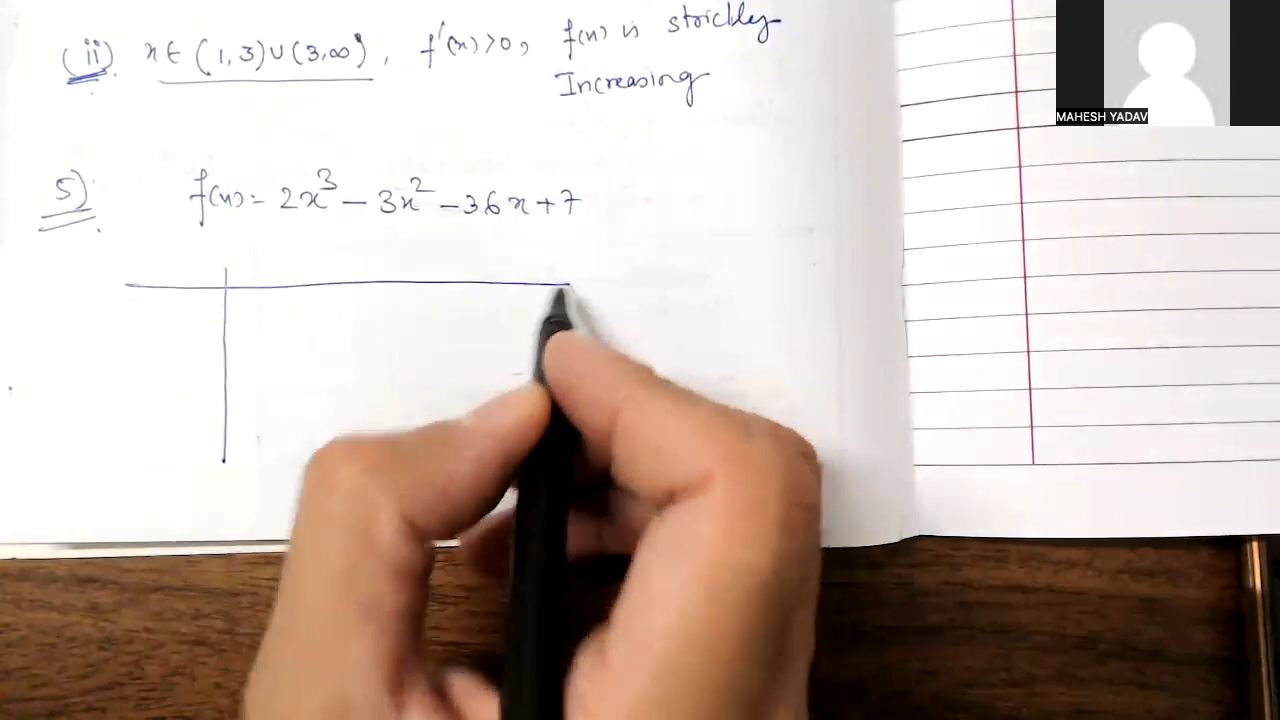 (ii) x ∈ (1, 3) ∪ (3, ∞), f'(x) > 0, f(x) is strictly
Increasing
MAHESH YADAV
5) f(x) = 2x³ - 3x² - 36x + 7